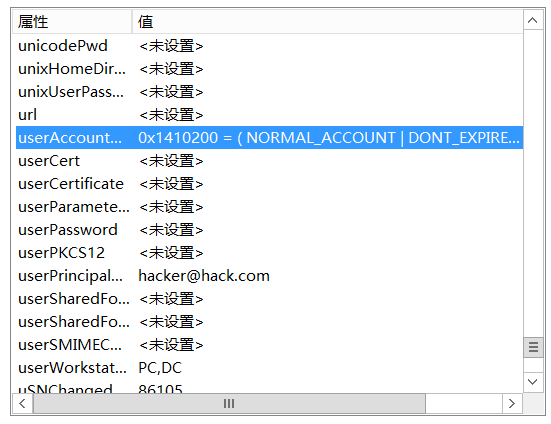 属性 值
unicodePwd <未设置>
unixHomeDir... <未设置>
unixUserPass... <未设置>
url <未设置>
userAccount... 0x1410200 = ( NORMAL_ACCOUNT | DONT_EXPIRE...
userCert <未设置>
userCertificate <未设置>
userParamete... <未设置>
userPassword <未设置>
userPKCS12 <未设置>
userPrincipal... hacker@hack.com
userSharedFo... <未设置>
userSharedFo... <未设置>
userSMIMEC... <未设置>
userWorkstat... PC,DC
uSNChanged 86105